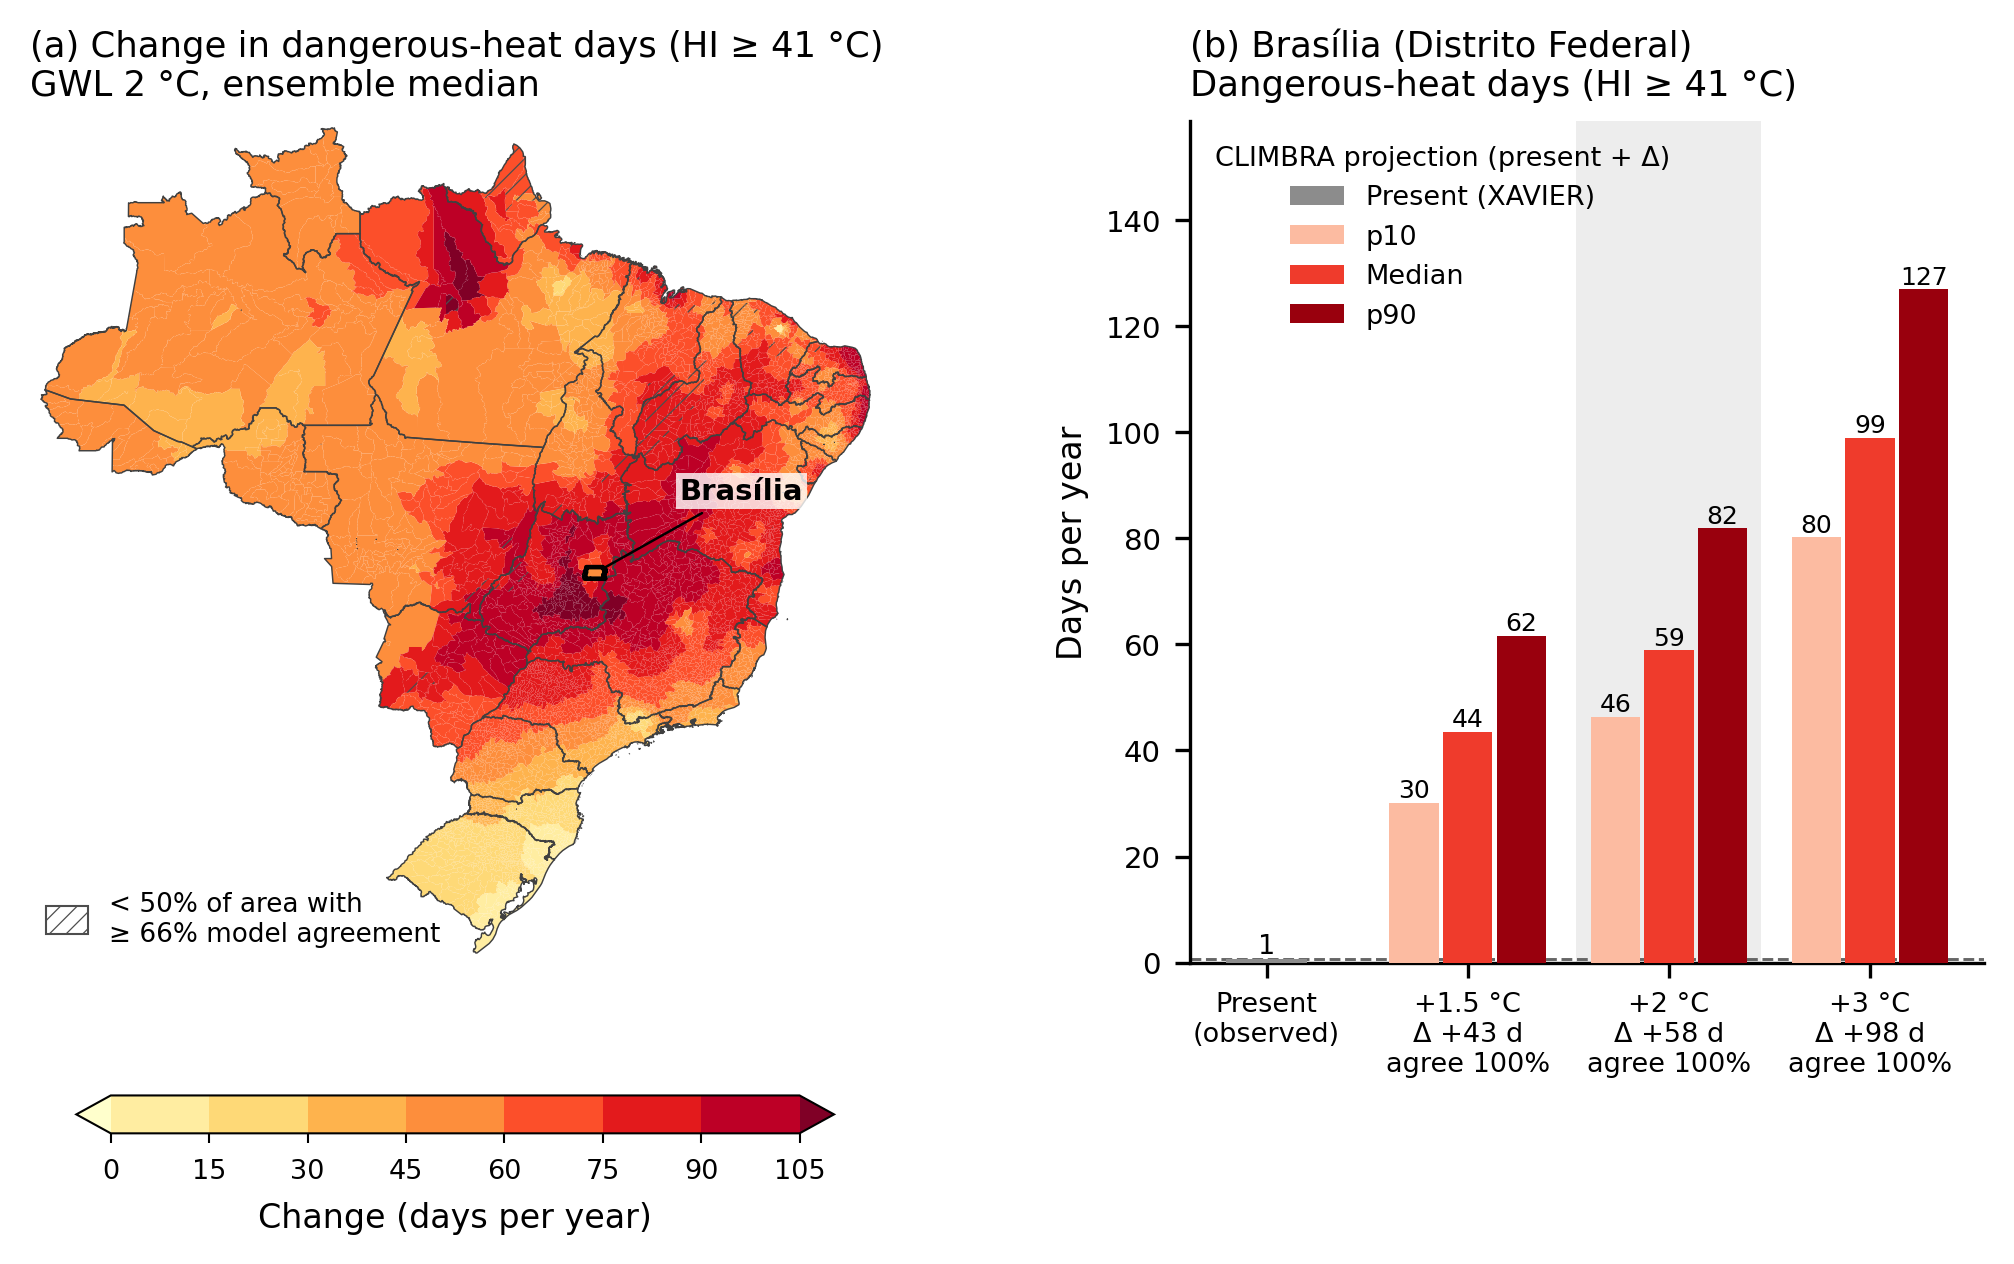 (a) Change in dangerous-heat days (HI ≥ 41 °C)
GWL 2 °C, ensemble median
Brasília
< 50% of area with
≥ 66% model agreement
0 15 30 45 60 75 90 105
Change (days per year)
(b) Brasília (Distrito Federal)
Dangerous-heat days (HI ≥ 41 °C)
CLIMBRA projection (present + Δ)
Present (XAVIER)
p10
Median
p90
Days per year
140
120
100
80
60
40
20
0
1
30
44
62
46
59
82
80
99
127
Present
(observed)
+1.5 °C
Δ +43 d
agree 100%
+2 °C
Δ +58 d
agree 100%
+3 °C
Δ +98 d
agree 100%